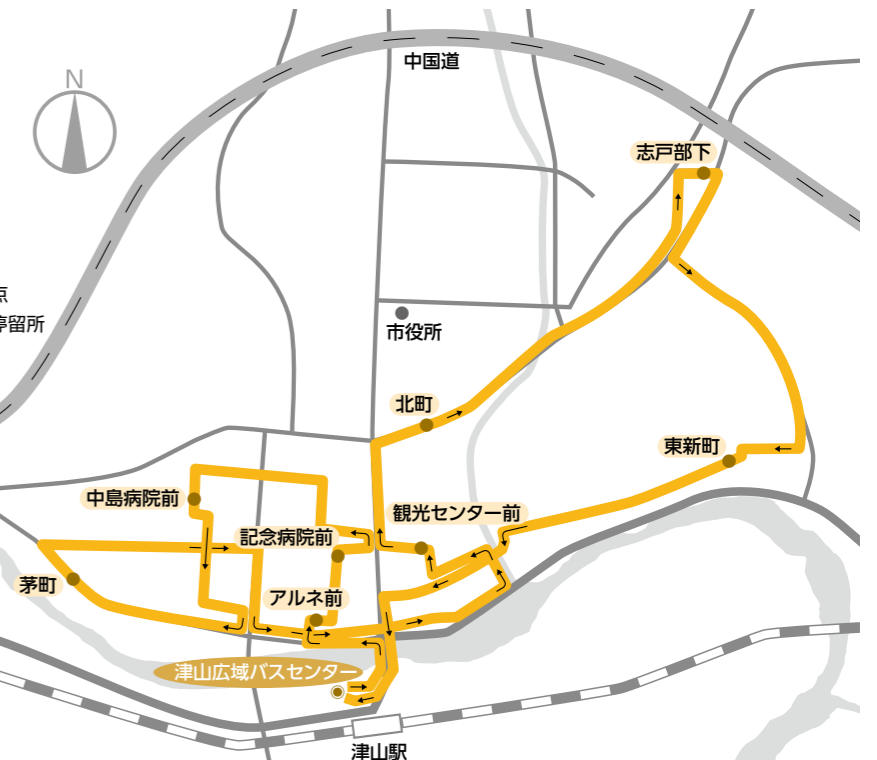 中国道
N
志戸部下
点
停留所
市役所
北町
東新町
中島病院前
観光センター前
記念病院前
茅町
アルネ前
津山広域バスセンター
津山駅